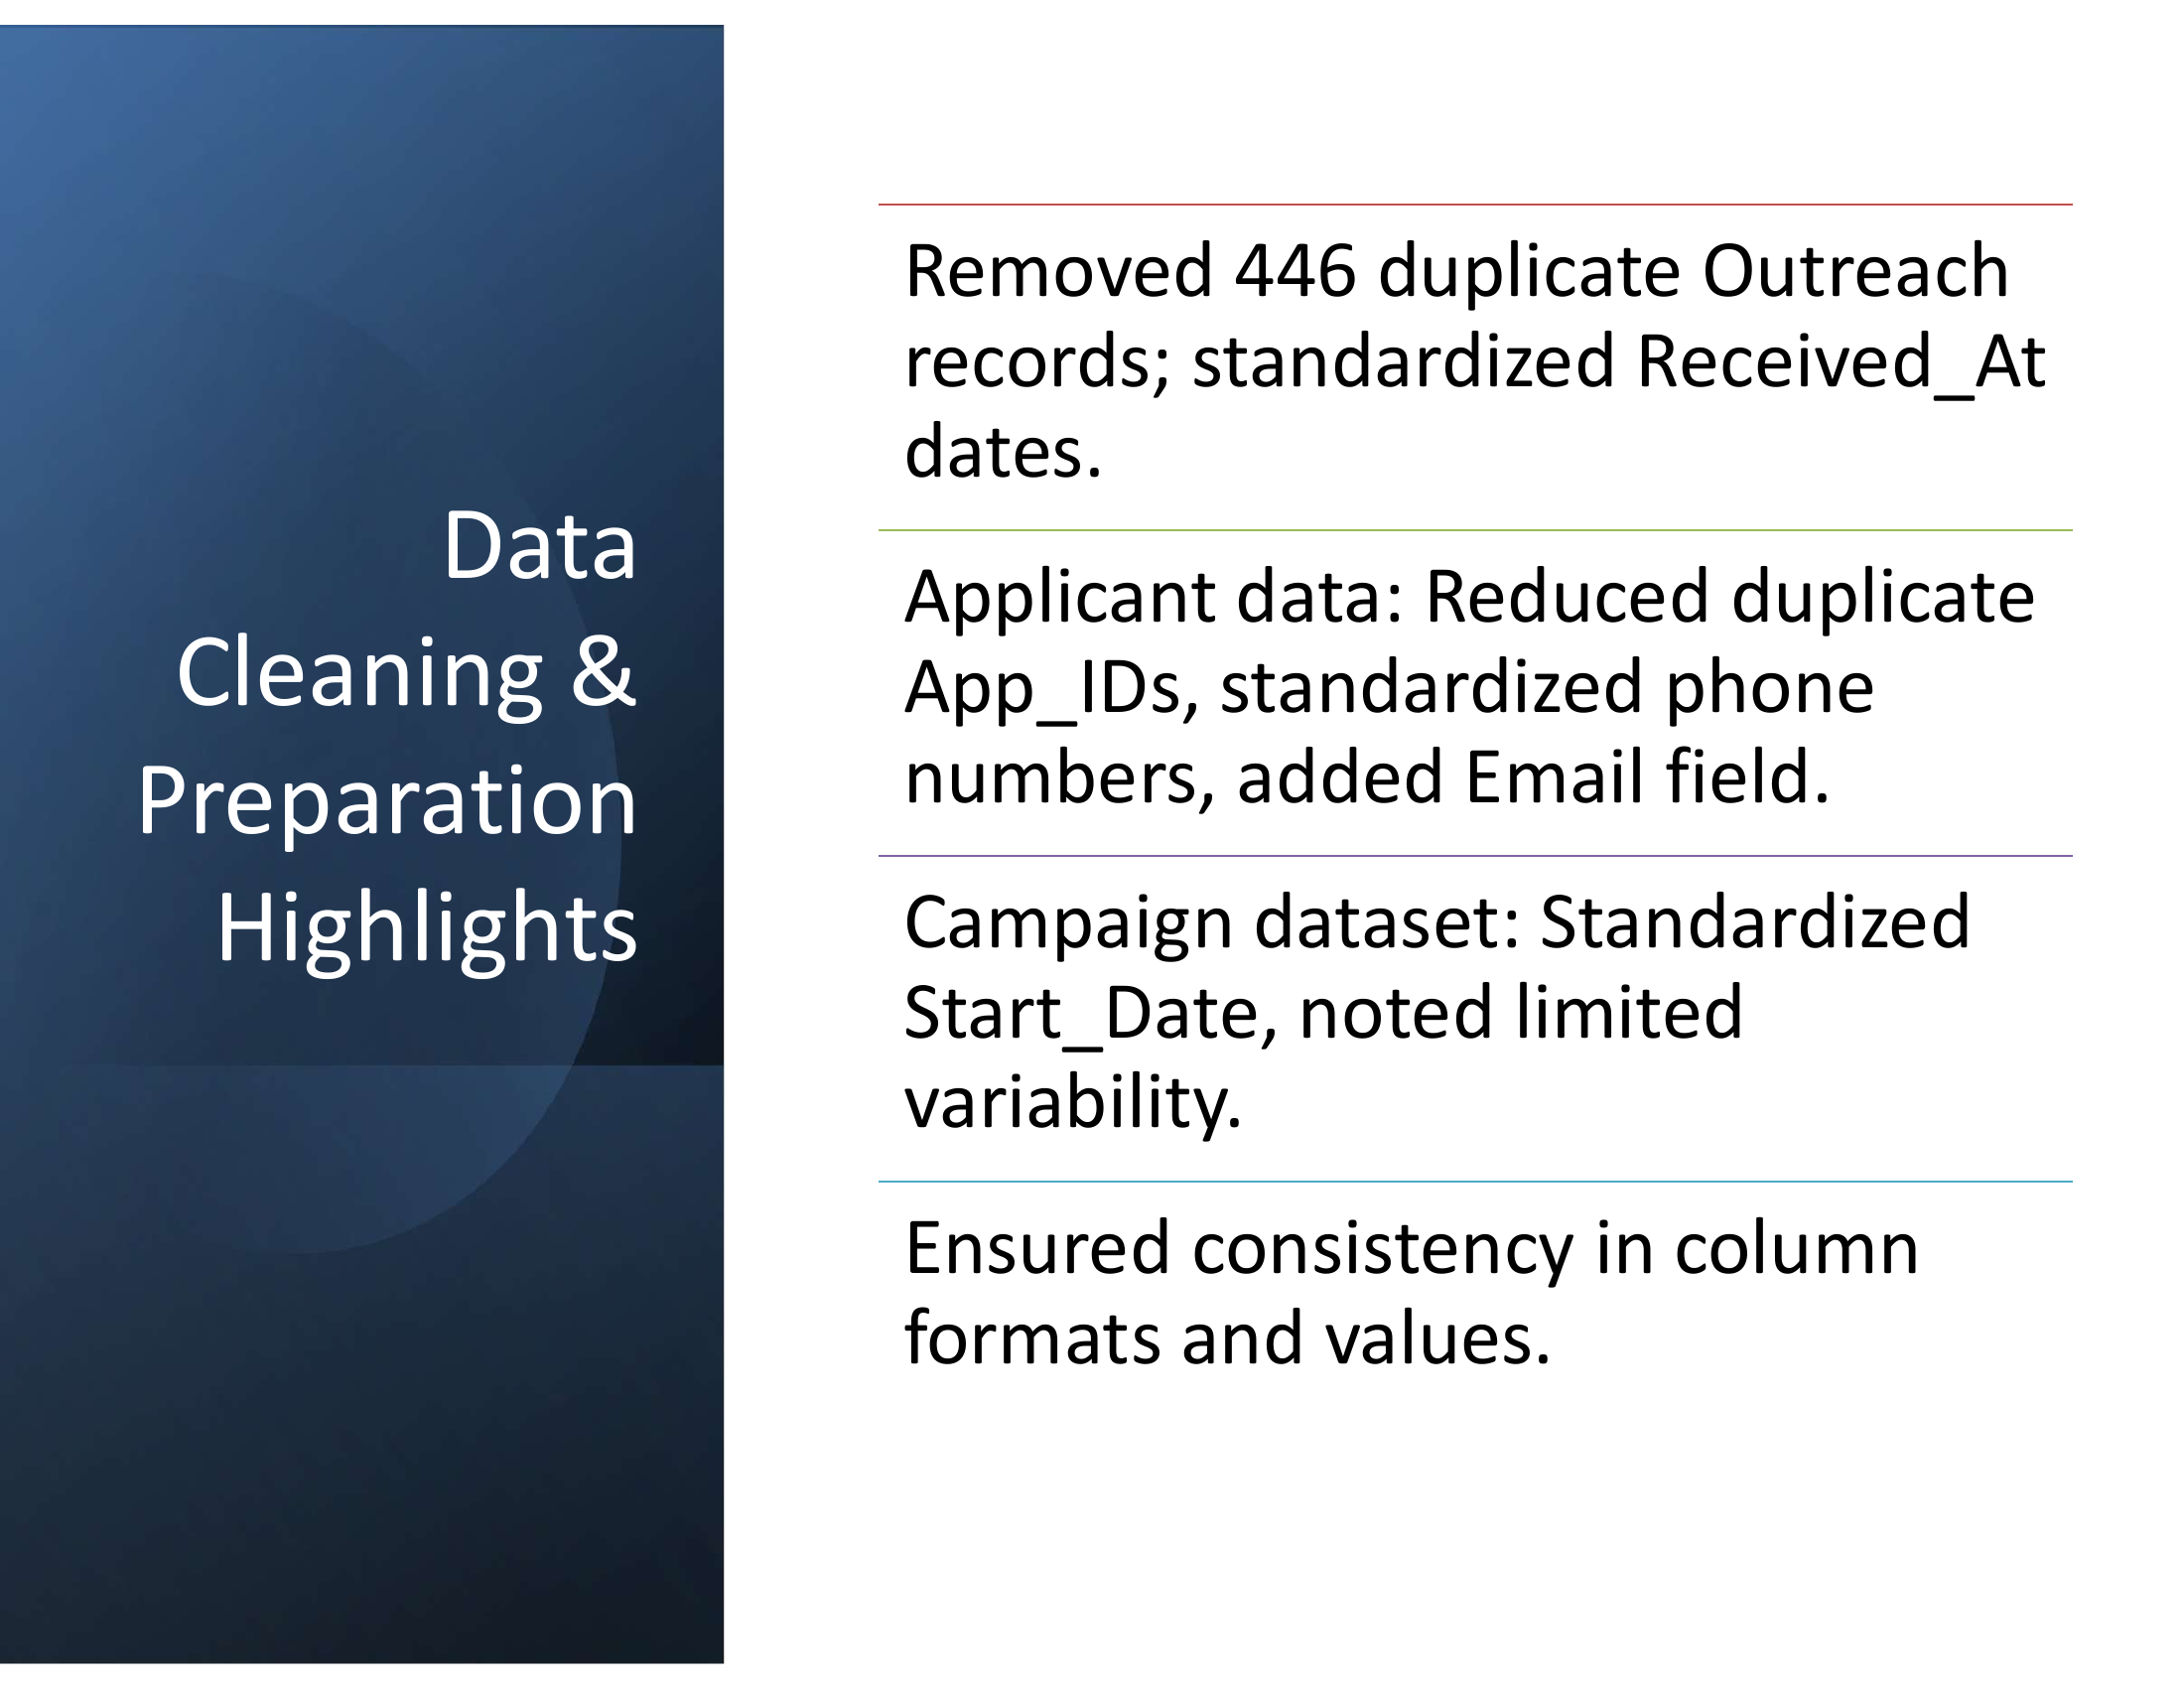 Data
Cleaning &
Preparation
Highlights
Removed 446 duplicate Outreach
records; standardized Received_At
dates.
Applicant data: Reduced duplicate
App_IDs, standardized phone
numbers, added Email field.
Campaign dataset: Standardized
Start_Date, noted limited
variability.
Ensured consistency in column
formats and values.